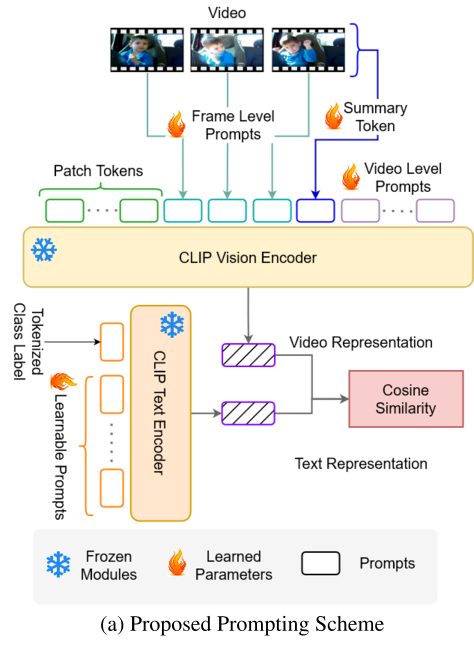 Video
Frame Level
Prompts
Summary
Token
Patch Tokens
Video Level
Prompts
CLIP Vision Encoder
Tokenized
Class Label
Learnable Prompts
CLIP Text Encoder
Video Representation
Cosine
Similarity
Text Representation
Frozen
Modules
Learned
Parameters
Prompts
(a) Proposed Prompting Scheme